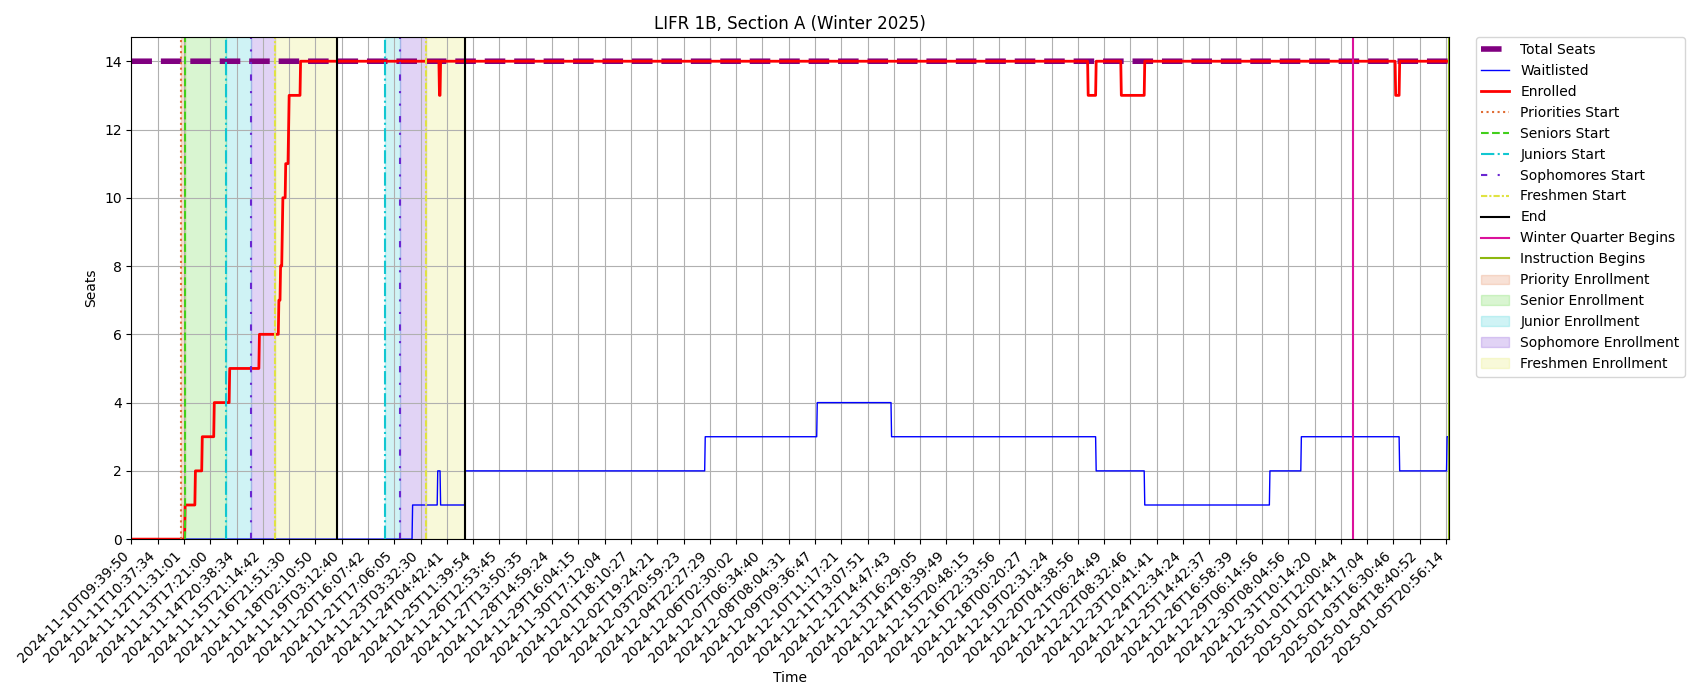 LIFR 1B, Section A (Winter 2025)
Seats
14
12
10
8
6
4
2
0
2024-11-10T09:39:50
2024-11-11T10:37:34
2024-11-12T11:31:01
2024-11-13T17:21:00
2024-11-14T20:38:34
2024-11-15T21:14:42
2024-11-16T21:51:30
2024-11-18T02:10:50
2024-11-19T03:12:40
2024-11-20T16:07:42
2024-11-21T17:06:05
2024-11-23T03:32:30
2024-11-24T04:42:41
2024-11-25T11:39:54
2024-11-26T12:53:45
2024-11-27T13:50:35
2024-11-28T14:59:24
2024-11-29T16:04:15
2024-11-30T17:12:04
2024-12-01T18:10:27
2024-12-02T19:24:21
2024-12-03T20:59:23
2024-12-04T22:27:29
2024-12-06T02:30:02
2024-12-07T06:34:40
2024-12-08T08:04:31
2024-12-09T09:36:47
2024-12-10T11:17:21
2024-12-11T13:07:51
2024-12-12T14:47:43
2024-12-13T16:29:05
2024-12-14T18:39:49
2024-12-15T20:48:15
2024-12-16T22:33:56
2024-12-18T00:20:27
2024-12-19T02:31:24
2024-12-20T04:38:56
2024-12-21T06:24:49
2024-12-22T08:32:46
2024-12-23T10:41:41
2024-12-24T12:34:24
2024-12-25T14:42:37
2024-12-26T16:58:39
2024-12-29T06:14:56
2024-12-30T08:04:56
2024-12-31T10:14:20
2025-01-01T12:00:44
2025-01-02T14:17:04
2025-01-03T16:30:46
2025-01-04T18:40:52
2025-01-05T20:56:14
Time
Total Seats
Waitlisted
Enrolled
Priorities Start
Seniors Start
Juniors Start
Sophomores Start
Freshmen Start
End
Winter Quarter Begins
Instruction Begins
Priority Enrollment
Senior Enrollment
Junior Enrollment
Sophomore Enrollment
Freshmen Enrollment